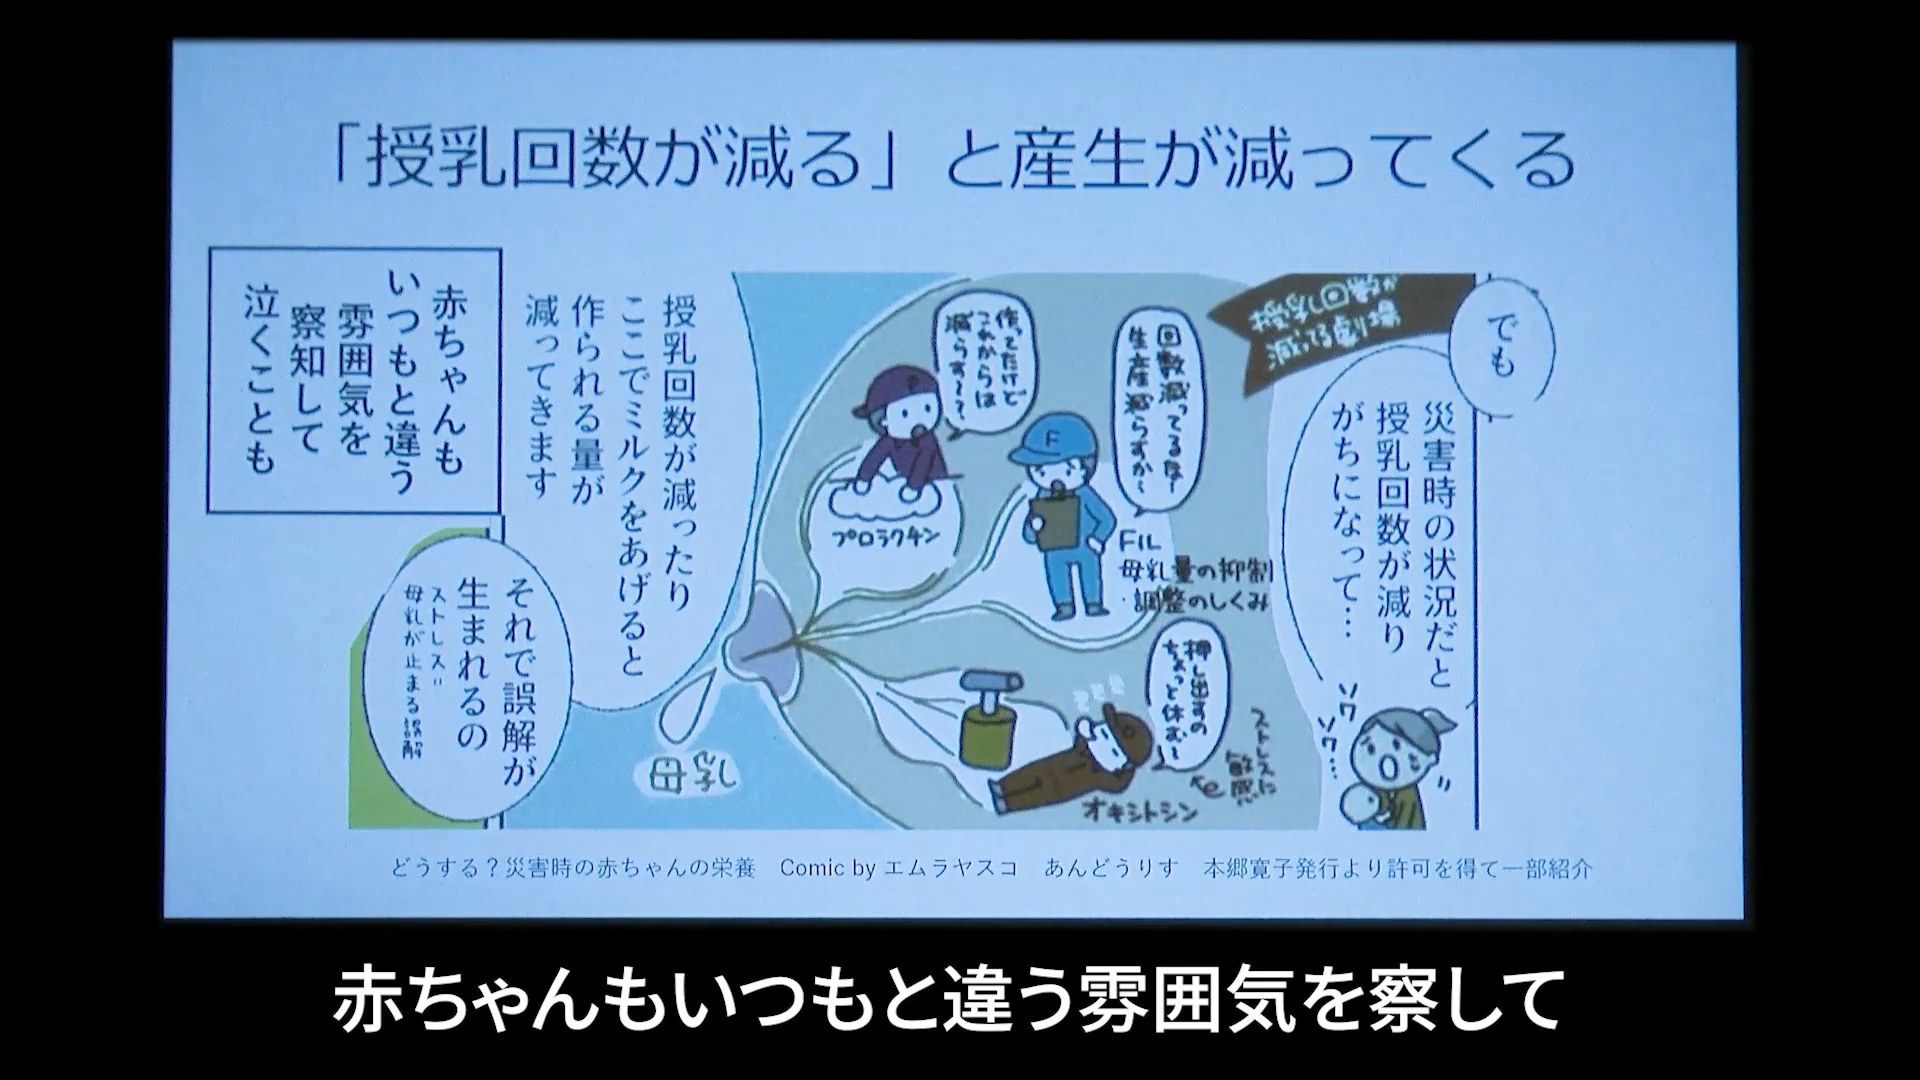 「授乳回数が減る」と産生が減ってくる
でも
災害時の状況だと
授乳回数が減り
がちになって…
授乳回数が
減ってる劇場
回数減ってるなー
生産減らすか〜
作ってたけど
これからは
減らす〜？
プロラクチン
FIL
母乳量の抑制
調整のしくみ
押し出すの
ちょっと休む〜
ストレスに
敏感
オキシトシン
ソワ
ソワ…
母乳
授乳回数が減ったり
ここでミルクをあげると
作られる量が
減ってきます
赤ちゃんも
いつもと違う
雰囲気を
察知して
泣くことも
それで誤解が
生まれるの
ストレス＝
母乳が止まる誤解
どうする？災害時の赤ちゃんの栄養　Comic by エムラヤスコ　あんどうりす　本郷寛子発行より許可を得て一部紹介
赤ちゃんもいつもと違う雰囲気を察して